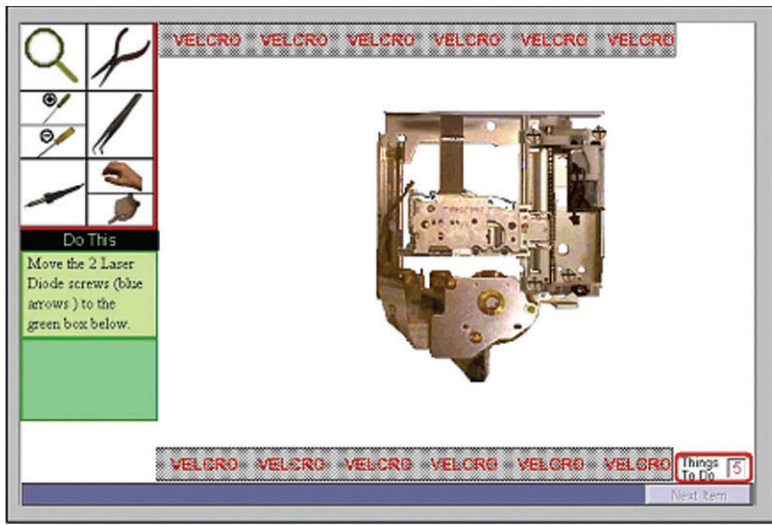 VELCRO VELCRO VELCRO VELCRO VELCRO VELCRO
Do This
Move the 2 Laser
Diode screws (blue
arrows ) to the
green box below.
VELCRO VELCRO VELCRO VELCRO VELCRO VELCRO
Things
To Do
5
Next Item